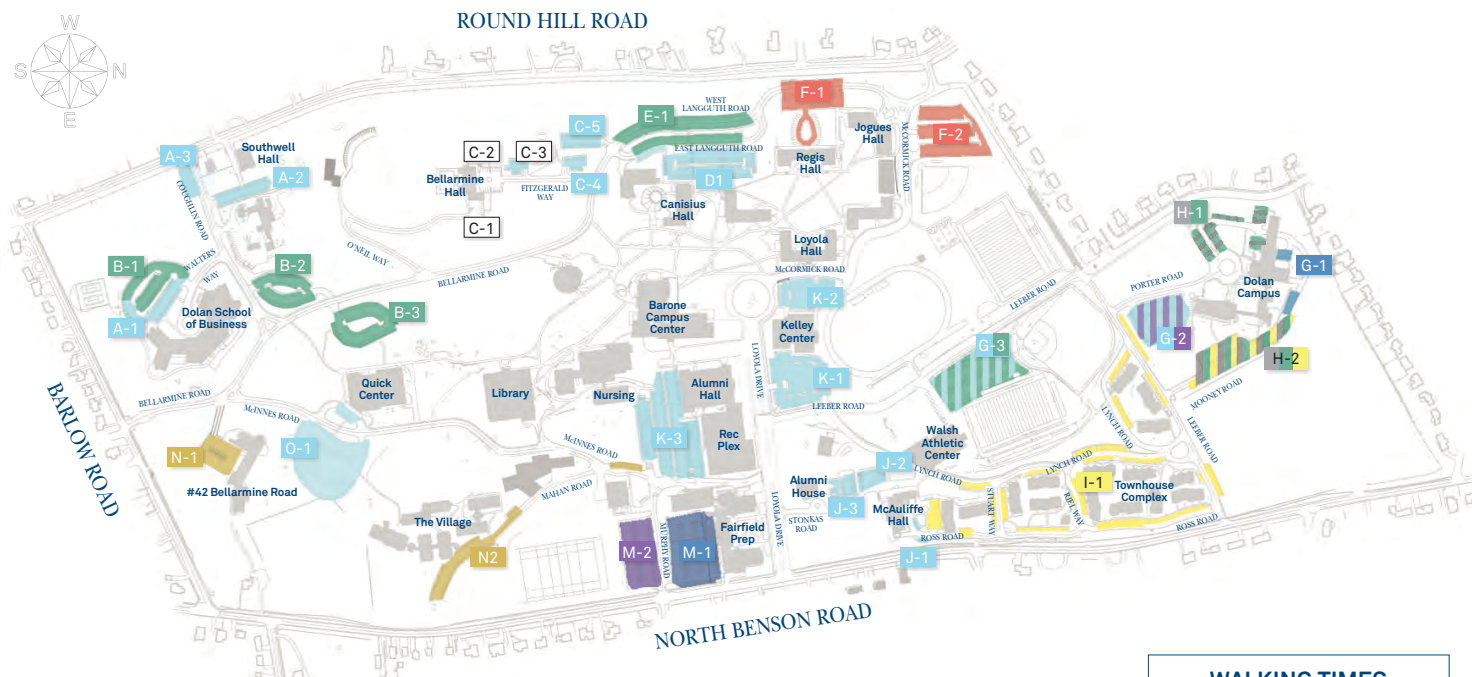 ROUND HILL ROAD
W
S
N
E
WEST
LANGGUTH ROAD
F-1
E-1
C-5
EAST LANGGUTH ROAD
Jogues
Hall
McCORMICK ROAD
F-2
A-3
Southwell
Hall
A-2
COUGHLIN ROAD
C-2
C-3
Bellarmine
Hall
FITZGERALD
WAY
C-4
C-1
D1
Canisius
Hall
Regis
Hall
Loyola
Hall
McCORMICK ROAD
H-1
G-1
Dolan
Campus
PORTER ROAD
LEEBER ROAD
G-2
H-2
MOONEY ROAD
O'NEIL WAY
BELLARMINE ROAD
B-1
WALTERS
WAY
B-2
B-3
A-1
Dolan School
of Business
Barone
Campus
Center
K-2
Kelley
Center
LOYOLA DRIVE
K-1
G-3
LEEBER ROAD
BARLOW ROAD
BELLARMINE ROAD
McINNES ROAD
Quick
Center
Library
Nursing
Alumni
Hall
K-3
Rec
Plex
McINNES ROAD
N-1
O-1
#42 Bellarmine Road
The Village
MAHAN ROAD
N2
M-2
MURPHY ROAD
M-1
Fairfield
Prep
LOYOLA DRIVE
Walsh
Athletic
Center
J-2
Alumni
House
J-3
STONKAS
ROAD
McAuliffe
Hall
ROSS ROAD
J-1
LYNCH ROAD
STUART WAY
LYNCH ROAD
LYNCH ROAD
LEEBER ROAD
I-1
Townhouse
Complex
RIEL WAY
ROSS ROAD
NORTH BENSON ROAD
WALKING TIMES